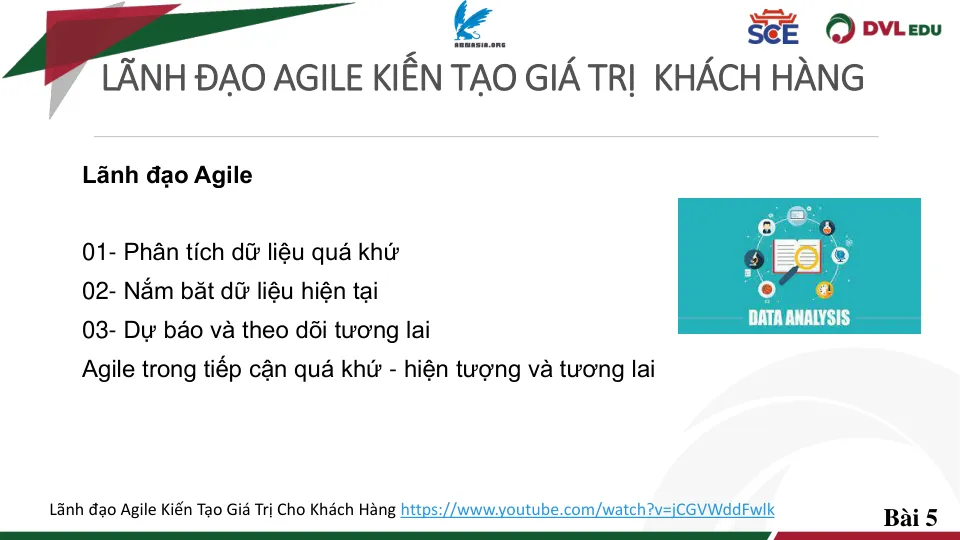 ARMASIA.ORG
SCE
DVL EDU
LÃNH ĐẠO AGILE KIẾN TẠO GIÁ TRỊ KHÁCH HÀNG
Lãnh đạo Agile
01- Phân tích dữ liệu quá khứ
02- Nắm băt dữ liệu hiện tại
03- Dự báo và theo dõi tương lai
Agile trong tiếp cận quá khứ - hiện tượng và tương lai
DATA ANALYSIS
Lãnh đạo Agile Kiến Tạo Giá Trị Cho Khách Hàng https://www.youtube.com/watch?v=jCGVWddFwlk
Bài 5